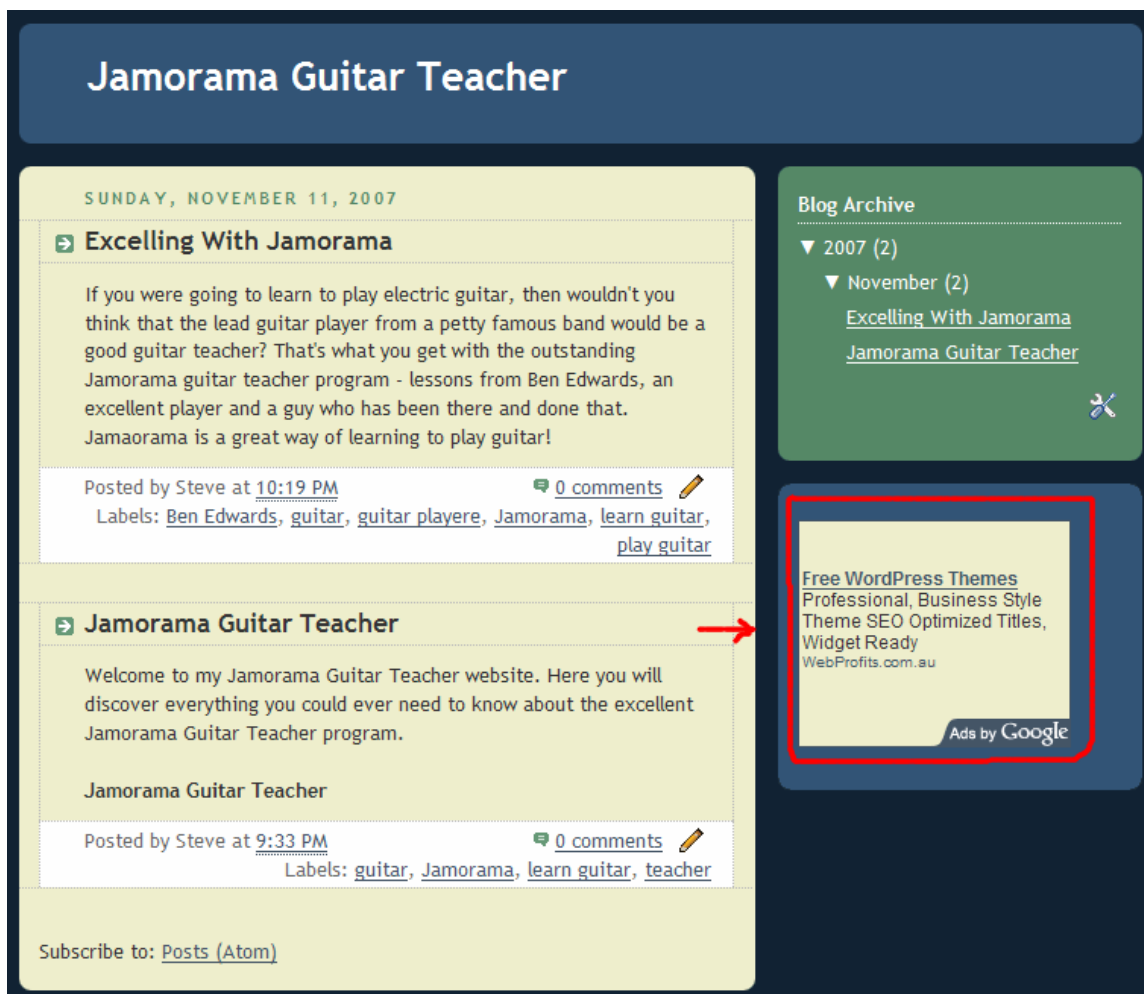 Jamorama Guitar Teacher
SUNDAY, NOVEMBER 11, 2007
Excelling With Jamorama
If you were going to learn to play electric guitar, then wouldn't you
think that the lead guitar player from a petty famous band would be a
good guitar teacher? That's what you get with the outstanding
Jamorama guitar teacher program - lessons from Ben Edwards, an
excellent player and a guy who has been there and done that.
Jamaorama is a great way of learning to play guitar!
Posted by Steve at 10:19 PM 0 comments
Labels: Ben Edwards, guitar, guitar playere, Jamorama, learn guitar,
play guitar
Jamorama Guitar Teacher
Welcome to my Jamorama Guitar Teacher website. Here you will
discover everything you could ever need to know about the excellent
Jamorama Guitar Teacher program.
Jamorama Guitar Teacher
Posted by Steve at 9:33 PM 0 comments
Labels: guitar, Jamorama, learn guitar, teacher
Subscribe to: Posts (Atom)
Blog Archive
▼ 2007 (2)
▼ November (2)
Excelling With Jamorama
Jamorama Guitar Teacher
Free WordPress Themes
Professional, Business Style
Theme SEO Optimized Titles,
Widget Ready
WebProfits.com.au
Ads by Google